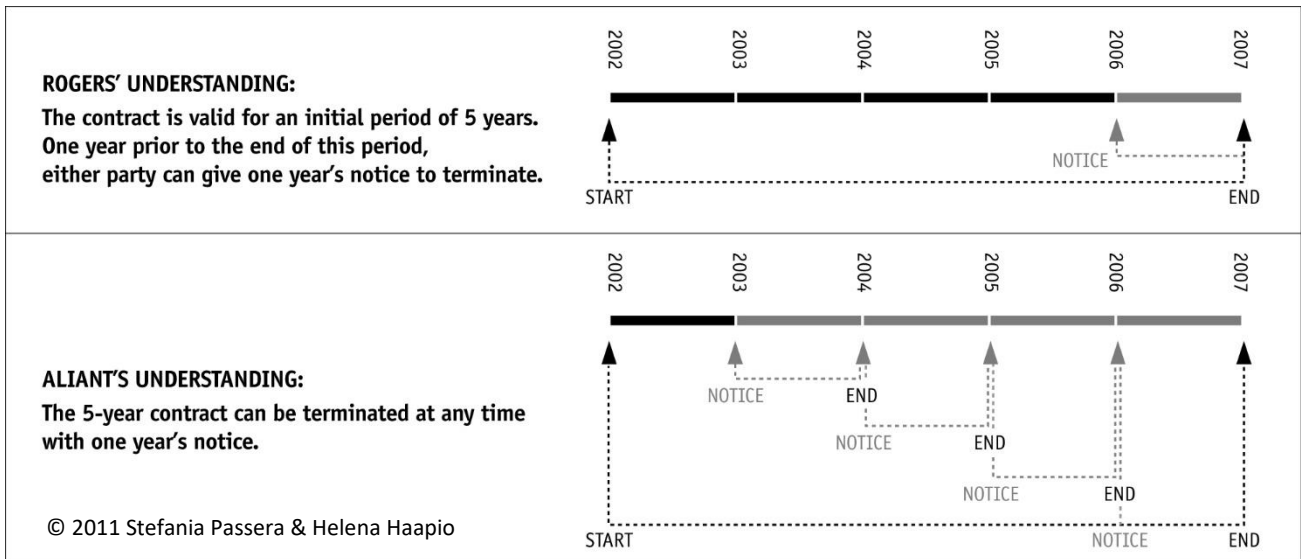 2002 2003 2004 2005 2006 2007
ROGERS' UNDERSTANDING:
The contract is valid for an initial period of 5 years.
One year prior to the end of this period,
either party can give one year's notice to terminate.
NOTICE
START END
2002 2003 2004 2005 2006 2007
ALIANT'S UNDERSTANDING:
The 5-year contract can be terminated at any time
with one year's notice.
NOTICE END
NOTICE END
NOTICE END
START NOTICE END
© 2011 Stefania Passera & Helena Haapio